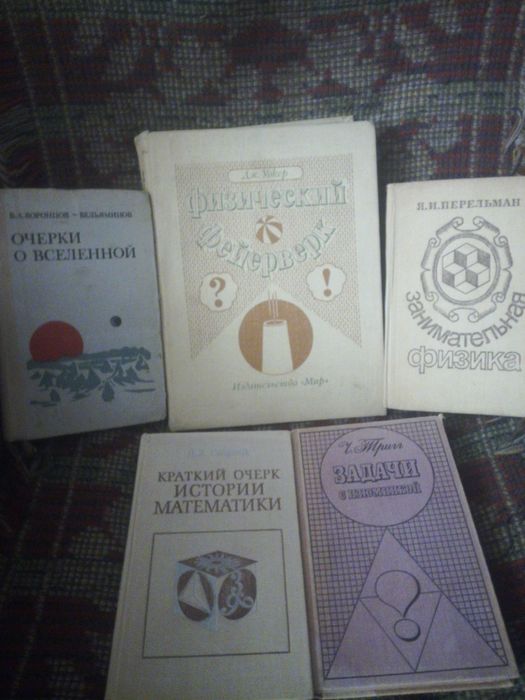 Б.А. ВОРОНЦОВ - ВЕЛЬЯМИНОВ
ОЧЕРКИ
О ВСЕЛЕННОЙ
Дж. Уокер
Физический
фейерверк
?
!
Издательство «Мир»
Я.И. ПЕРЕЛЬМАН
занимательная
физика
КРАТКИЙ ОЧЕРК
ИСТОРИИ
МАТЕМАТИКИ
Ч. Тригг
ЗАДАЧИ
С ИЗЮМИНКОЙ
?